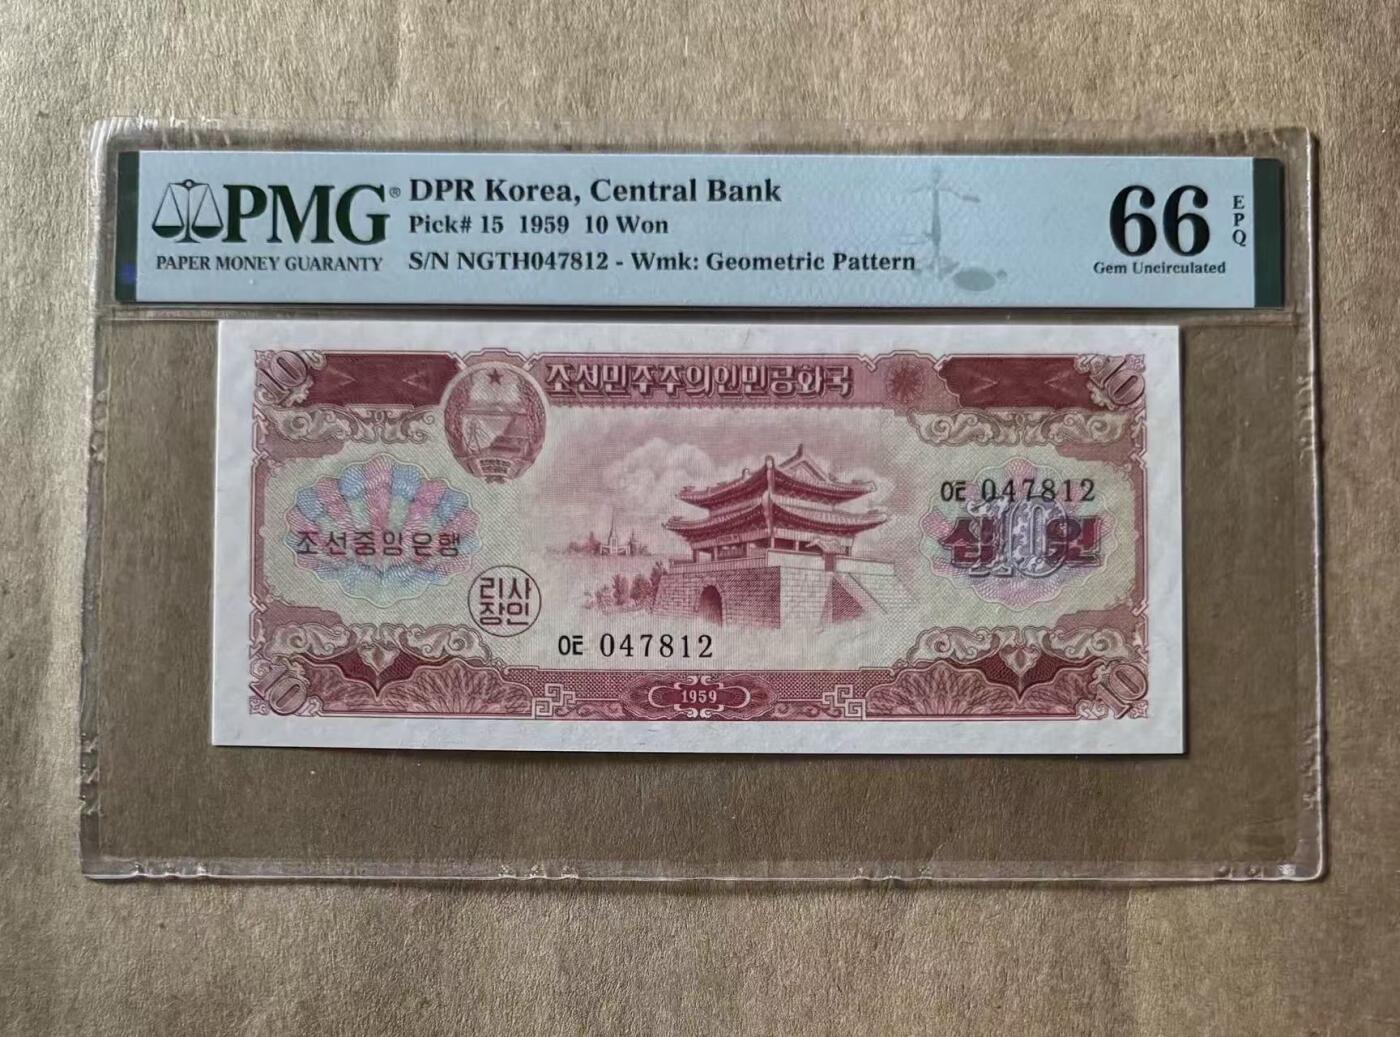 PMG® DPR Korea, Central Bank
Pick# 15 1959 10 Won
PAPER MONEY GUARANTY
S/N NGTH047812 - Wmk: Geometric Pattern
66 EPQ
Gem Uncirculated
10 조선민주주의인민공화국 10
조선중앙은행
ㅇㄷ 047812
십 10 원
리사
장인
ㅇㄷ 047812
10 1959 10